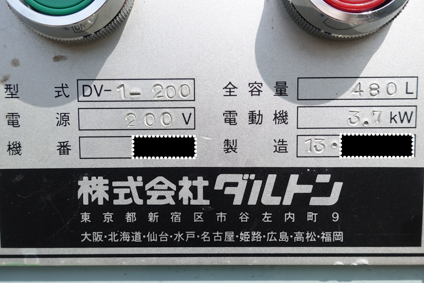 型式 DV-1-200 全容量 480L
電源 200V 電動機 3.7kW
機番 製造 13.
株式会社ダルトン
東京都新宿区市谷左内町9
大阪・北海道・仙台・水戸・名古屋・姫路・広島・高松・福岡